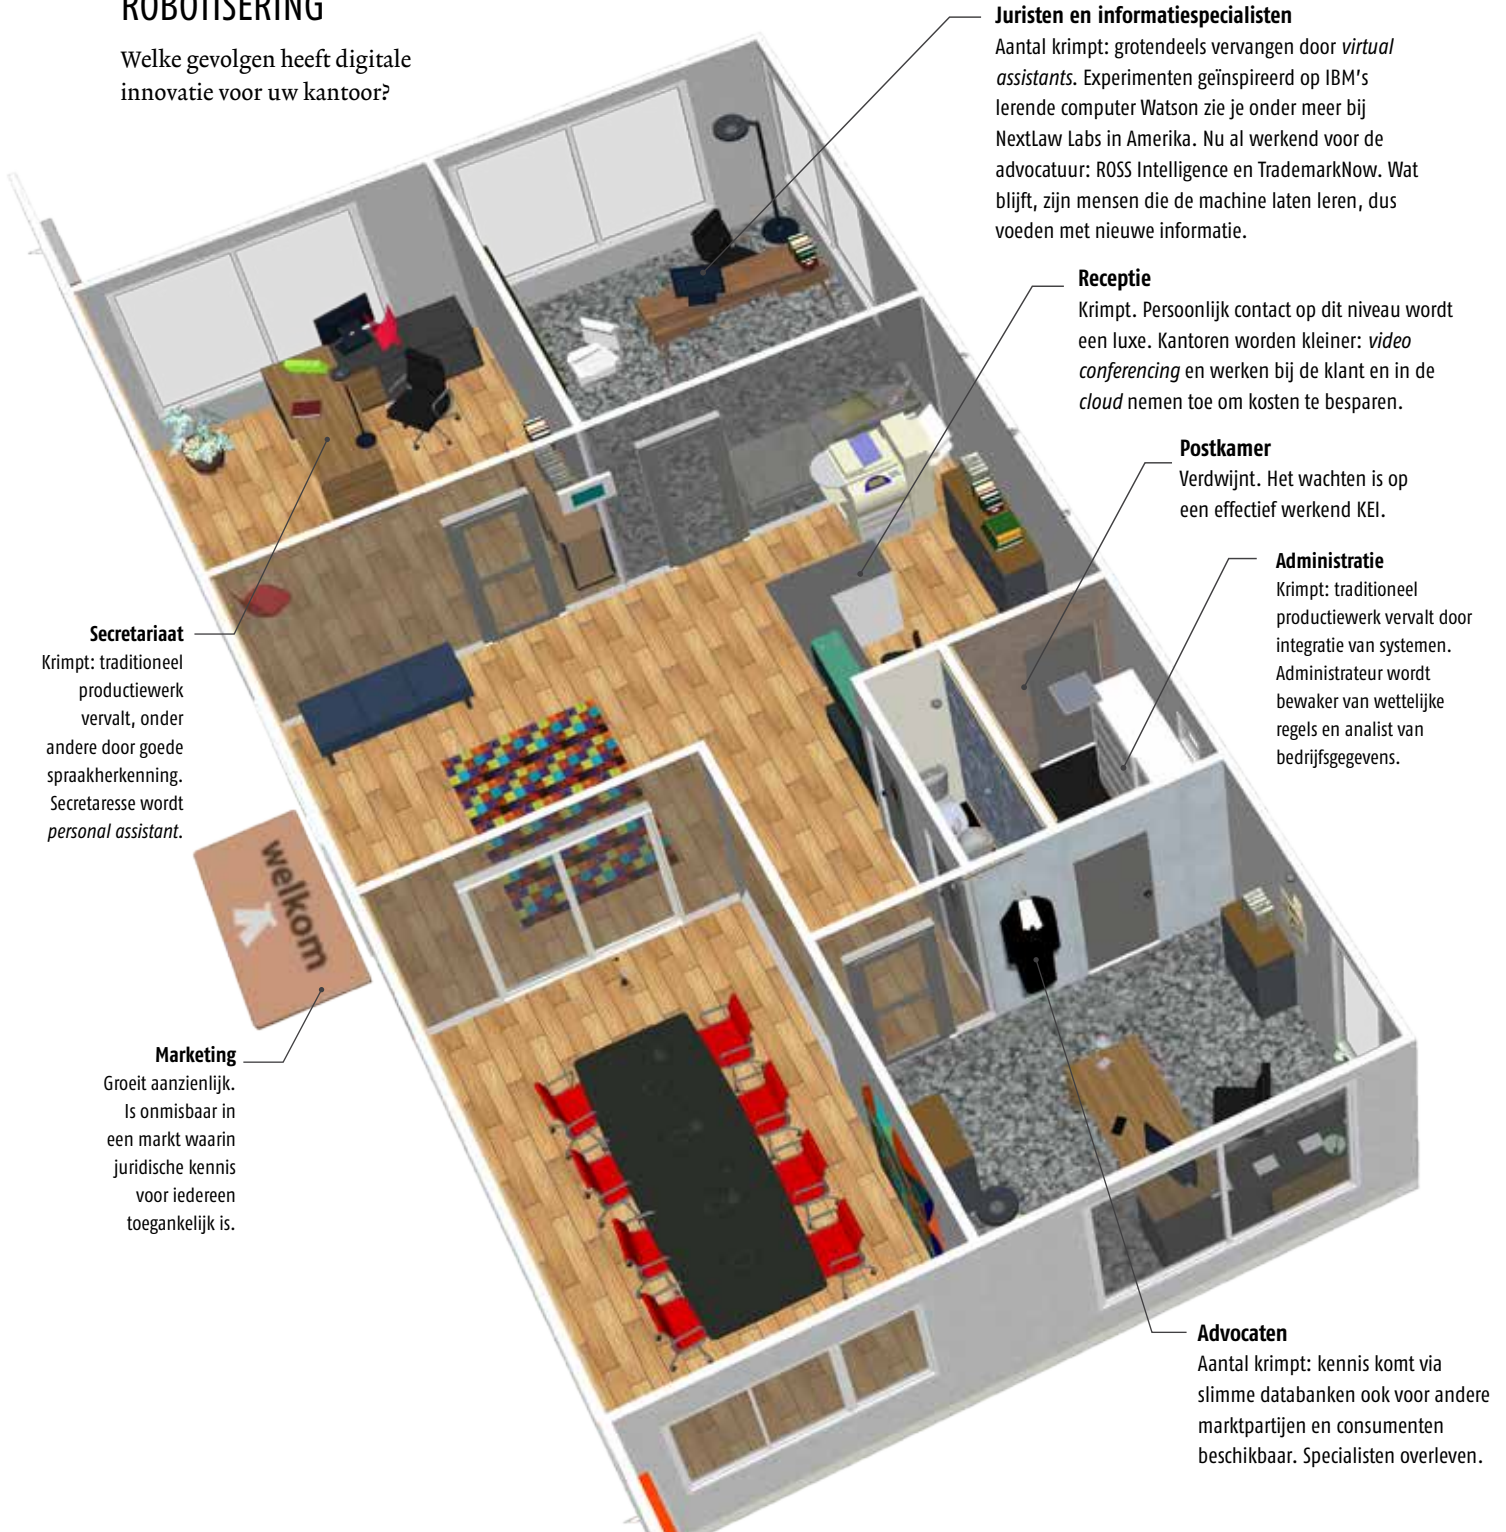 ROBOTISERING
Welke gevolgen heeft digitale
innovatie voor uw kantoor?
Juristen en informatiespecialisten
Aantal krimpt: grotendeels vervangen door virtual
assistants. Experimenten geïnspireerd op IBM's
lerende computer Watson zie je onder meer bij
NextLaw Labs in Amerika. Nu al werkend voor de
advocatuur: ROSS Intelligence en TrademarkNow. Wat
blijft, zijn mensen die de machine laten leren, dus
voeden met nieuwe informatie.
Receptie
Krimpt. Persoonlijk contact op dit niveau wordt
een luxe. Kantoren worden kleiner: video
conferencing en werken bij de klant en in de
cloud nemen toe om kosten te besparen.
Postkamer
Verdwijnt. Het wachten is op
een effectief werkend KEI.
Administratie
Krimpt: traditioneel
productiewerk vervalt door
integratie van systemen.
Administrateur wordt
bewaker van wettelijke
regels en analist van
bedrijfsgegevens.
Secretariaat
Krimpt: traditioneel
productiewerk
vervalt, onder
andere door goede
spraakherkenning.
Secretaresse wordt
personal assistant.
welkom
Marketing
Groeit aanzienlijk.
Is onmisbaar in
een markt waarin
juridische kennis
voor iedereen
toegankelijk is.
Advocaten
Aantal krimpt: kennis komt via
slimme databanken ook voor andere
marktpartijen en consumenten
beschikbaar. Specialisten overleven.